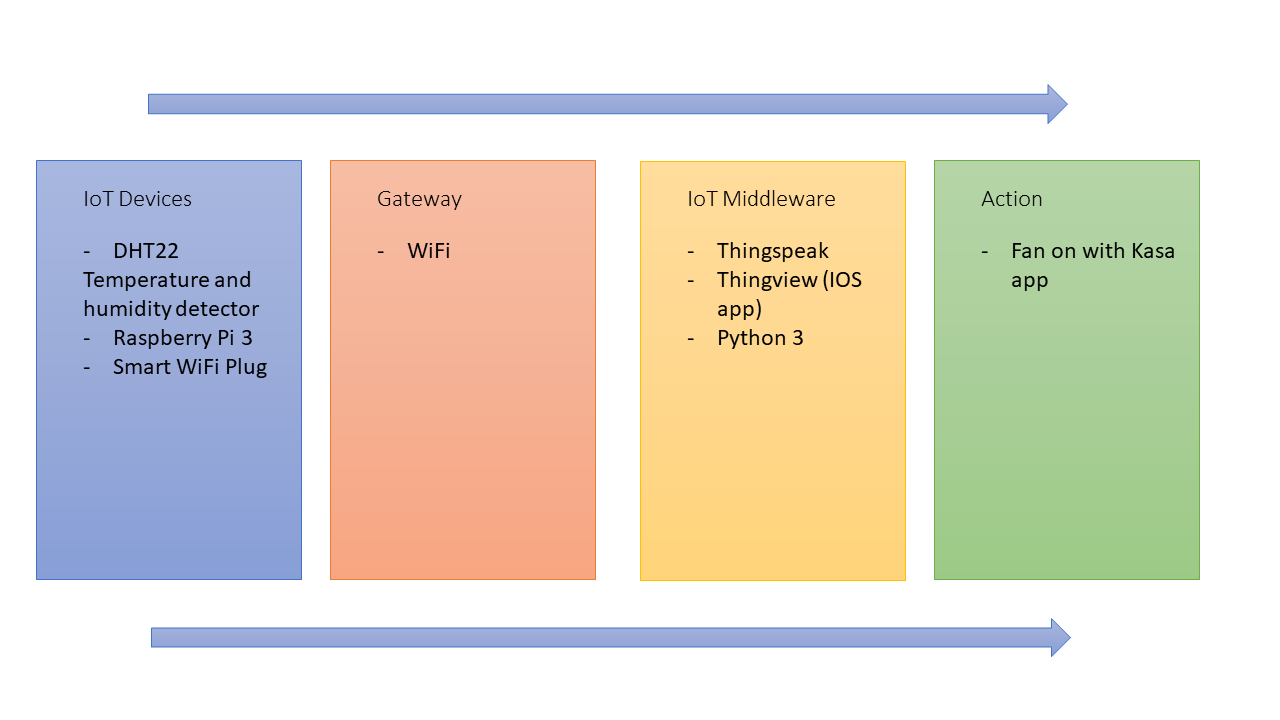 IoT Devices
- DHT22
Temperature and
humidity detector
- Raspberry Pi 3
- Smart WiFi Plug
Gateway
- WiFi
IoT Middleware
- Thingspeak
- Thingview (IOS
app)
- Python 3
Action
- Fan on with Kasa
app